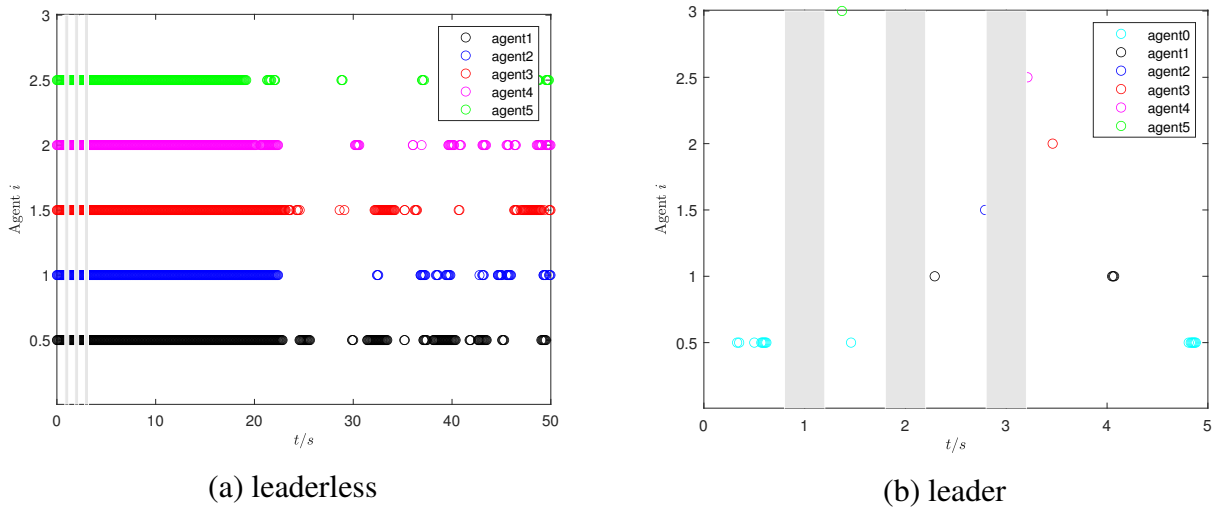 3
2.5
2
1.5
1
0.5
Agent i
0
10
20
30
40
50
t/s
agent1
agent2
agent3
agent4
agent5
(a) leaderless
3
2.5
2
1.5
1
0.5
Agent i
0
1
2
3
4
5
t/s
agent0
agent1
agent2
agent3
agent4
agent5
(b) leader